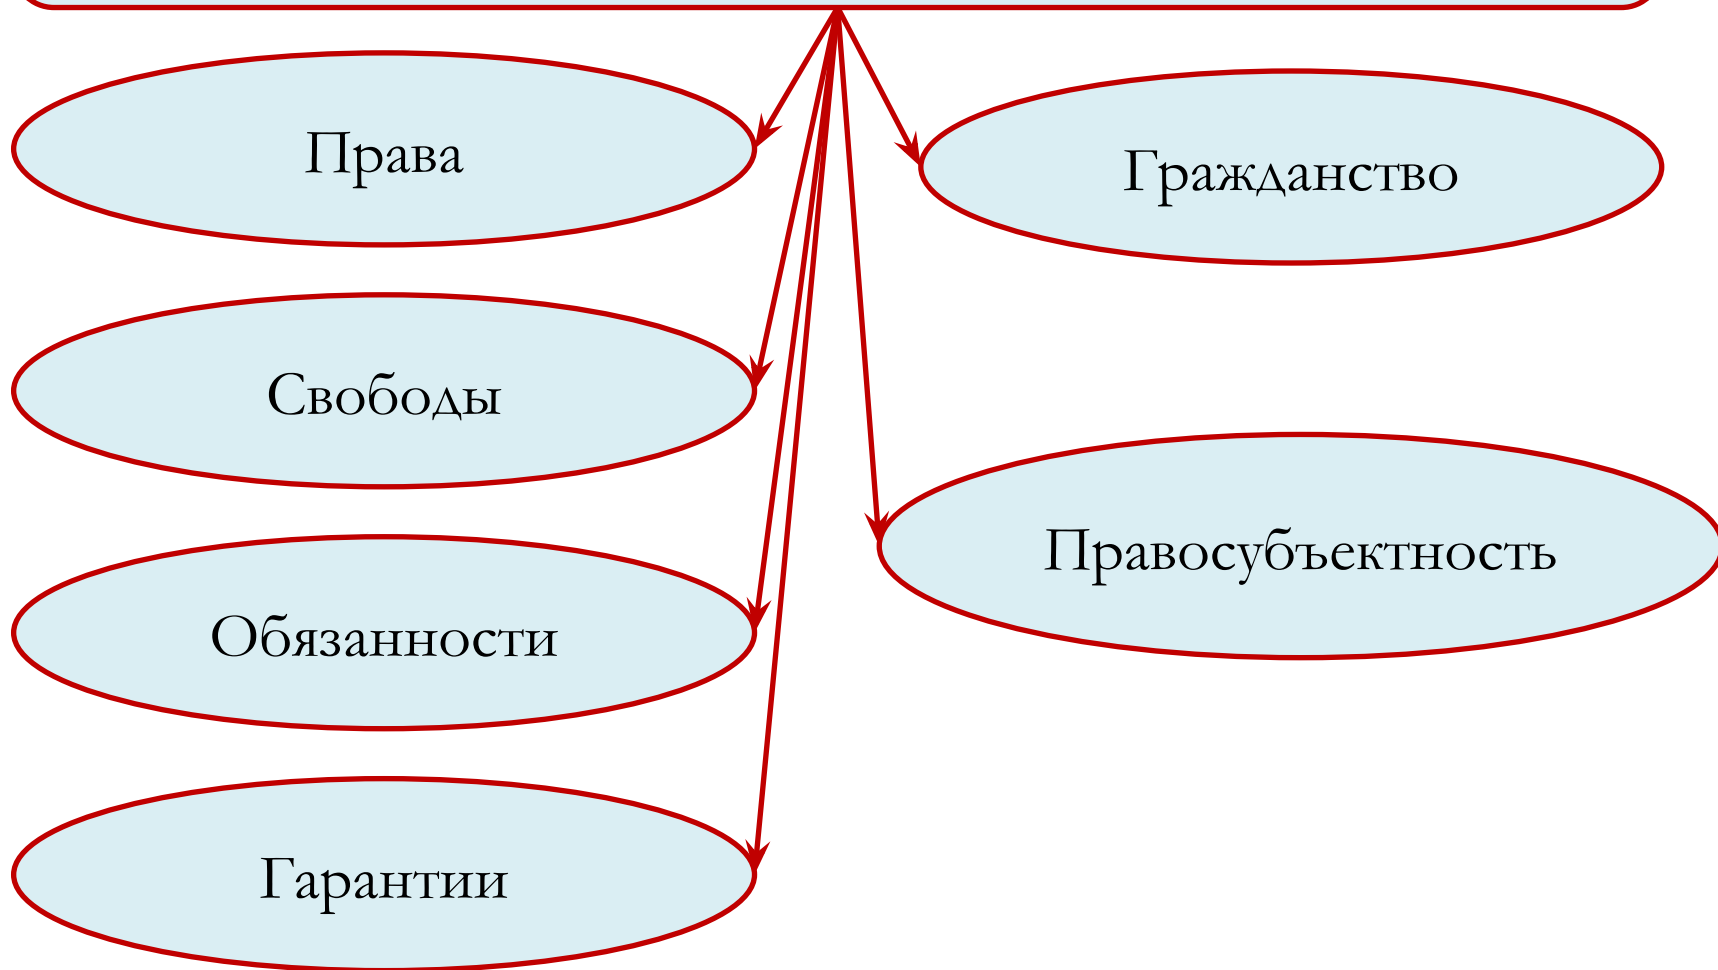 Права
Гражданство
Свободы
Правосубъектность
Обязанности
Гарантии